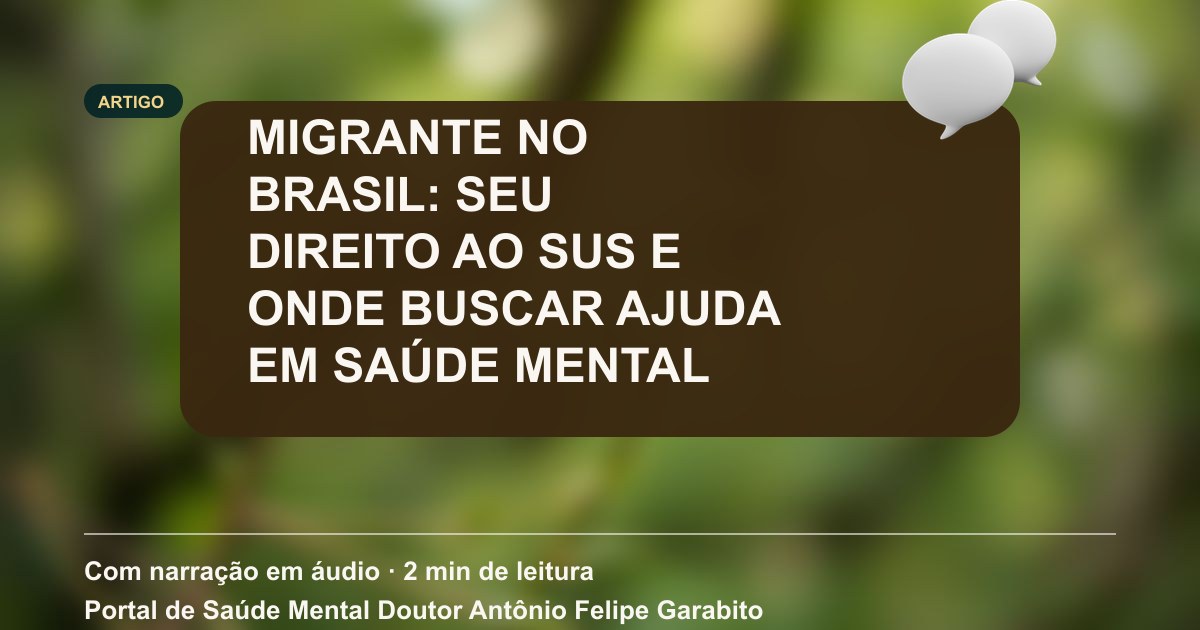 ARTIGO
MIGRANTE NO
BRASIL: SEU
DIREITO AO SUS E
ONDE BUSCAR AJUDA
EM SAÚDE MENTAL
Com narração em áudio · 2 min de leitura
Portal de Saúde Mental Doutor Antônio Felipe Garabito